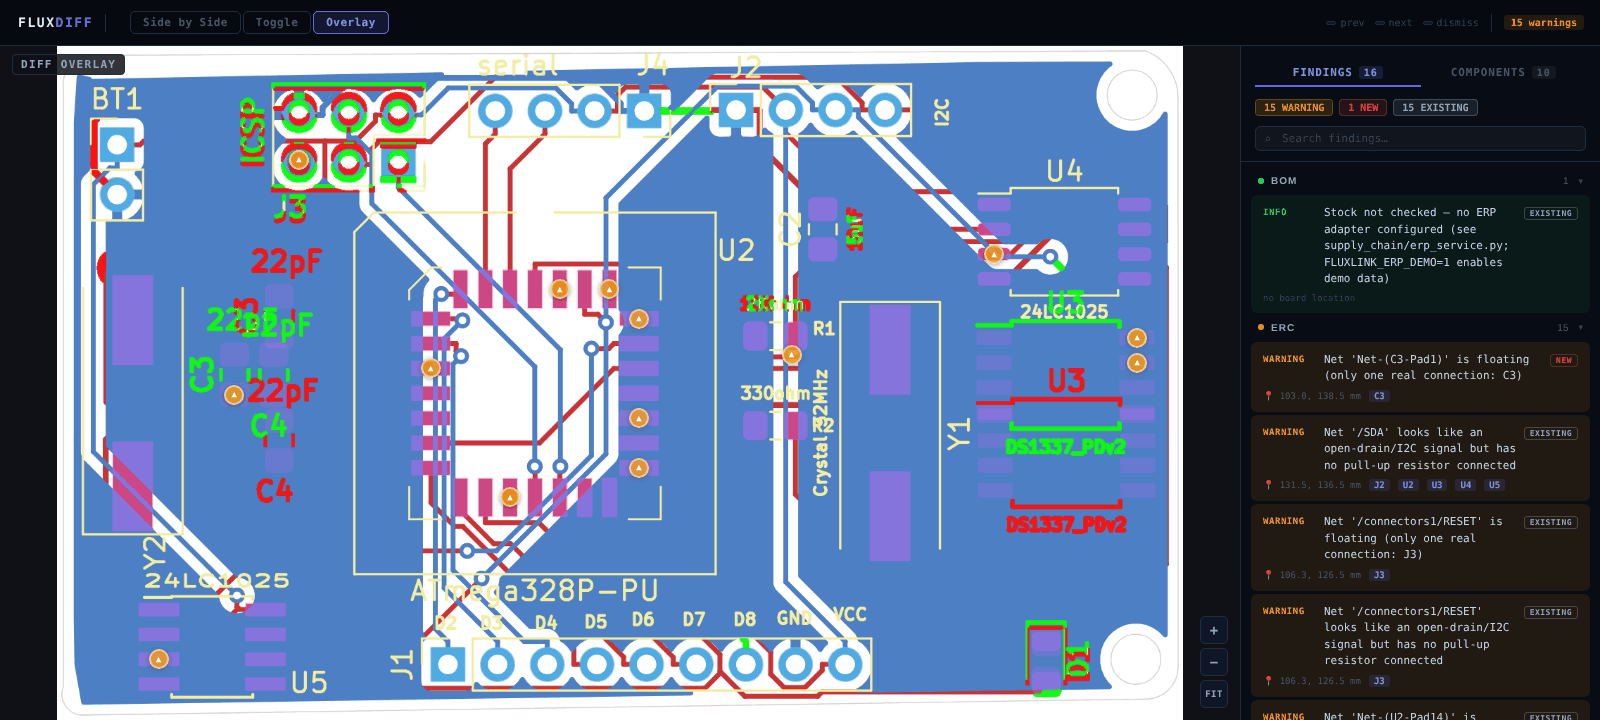 FLUXDIFF
Side by Side
Toggle
Overlay
prev
next
dismiss
15 warnings
DIFF OVERLAY
BT1
ICSP
J3
serial
J4
J2
I2C
U4
24LC1025
U3
U3
DS1337_PDv2
DS1337_PDv2
C2
U2
22pF
22pF
22pF
C3
C4
C4
R1
330ohm
R2
Crystal 32MHz
Y1
Y2
24LC1025
U5
ATmega328P-PU
D2
D3
D4
D5
D6
D7
D8
GND
VCC
J1
D1
+
−
FIT
FINDINGS 16
COMPONENTS 10
15 WARNING
1 NEW
15 EXISTING
Search findings…
BOM
1
INFO
Stock not checked — no ERP
adapter configured (see
supply_chain/erp_service.py;
FLUXLINK_ERP_DEMO=1 enables
demo data)
EXISTING
no board location
ERC
15
WARNING
Net 'Net-(C3-Pad1)' is floating
(only one real connection: C3)
NEW
103.0, 138.5 mm C3
WARNING
Net '/SDA' looks like an
open-drain/I2C signal but has
no pull-up resistor connected
EXISTING
131.5, 136.5 mm J2 U2 U3 U4 U5
WARNING
Net '/connectors1/RESET' is
floating (only one real
connection: J3)
EXISTING
106.3, 126.5 mm J3
WARNING
Net '/connectors1/RESET'
looks like an open-drain/I2C
signal but has no pull-up
resistor connected
EXISTING
106.3, 126.5 mm J3
WARNING
Net 'Net-(U2-Pad14)' is
EXISTING